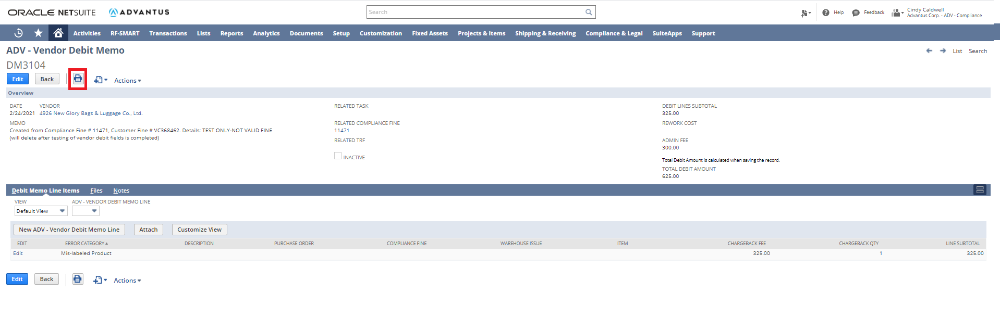 ORACLE NETSUITE ADVANTUS
Search
Help
Feedback
Cindy Caldwell
Advantus Corp. - ADV - Compliance
Activities RF-SMART Transactions Lists Reports Analytics Documents Setup Customization Fixed Assets Projects & Items Shipping & Receiving Compliance & Legal SuiteApps Support
ADV - Vendor Debit Memo
List Search
DM3104
Edit Back Actions
Overview
DATE VENDOR
2/24/2021 4926 New Glory Bags & Luggage Co., Ltd.
MEMO
Created from Compliance Fine # 11471, Customer Fine # VC368462. Details: TEST ONLY-NOT VALID FINE
(will delete after testing of vendor debit fields is completed)
RELATED TASK
RELATED COMPLIANCE FINE
11471
RELATED TRF
INACTIVE
DEBIT LINES SUBTOTAL
325.00
REWORK COST
ADMIN FEE
300.00
Total Debit Amount is calculated when saving the record.
TOTAL DEBIT AMOUNT
625.00
Debit Memo Line Items Files Notes
VIEW ADV - VENDOR DEBIT MEMO LINE
Default View
New ADV - Vendor Debit Memo Line Attach Customize View
EDIT ERROR CATEGORY DESCRIPTION PURCHASE ORDER COMPLIANCE FINE WAREHOUSE ISSUE ITEM CHARGEBACK FEE CHARGEBACK QTY LINE SUBTOTAL
Edit Mis-labeled Product 325.00 1 325.00
Edit Back Actions